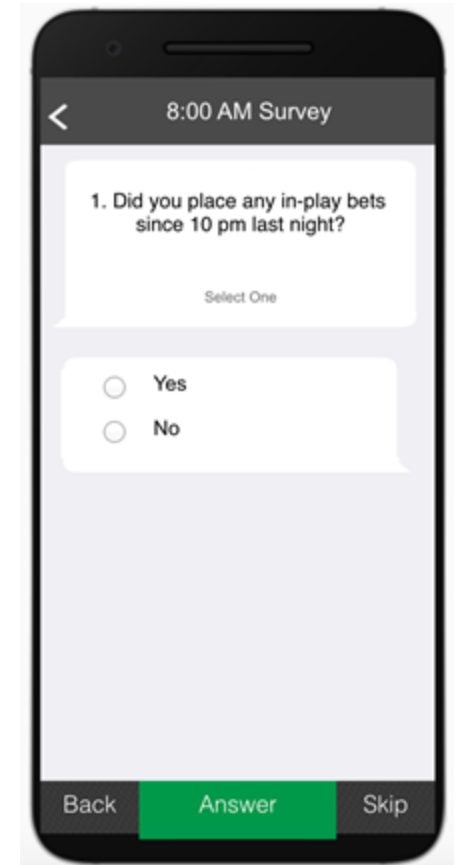 8:00 AM Survey
1. Did you place any in-play bets
since 10 pm last night?
Select One
Yes
No
Back
Answer
Skip